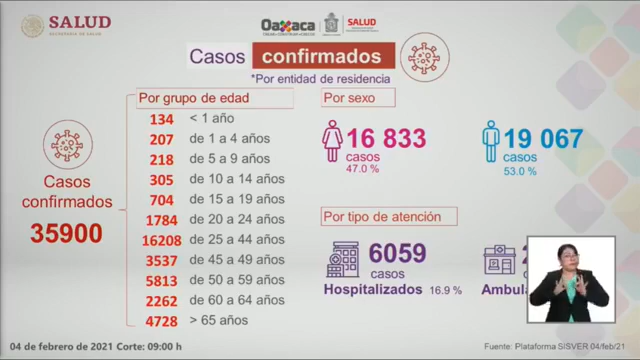 SALUD
SECRETARÍA DE SALUD
Oaxaca
SALUD
Casos confirmados
*Por entidad de residencia
Por grupo de edad
134 < 1 año
207 de 1 a 4 años
218 de 5 a 9 años
305 de 10 a 14 años
704 de 15 a 19 años
1784 de 20 a 24 años
16208 de 25 a 44 años
3537 de 45 a 49 años
5813 de 50 a 59 años
2262 de 60 a 64 años
4728 > 65 años
Casos
confirmados
35900
Por sexo
16 833
casos
47.0 %
19 067
casos
53.0 %
Por tipo de atención
6059
casos
Hospitalizados 16.9 %
2
Ambula
04 de febrero de 2021 Corte: 09:00 h
Fuente: Plataforma SISVER 04/feb/21